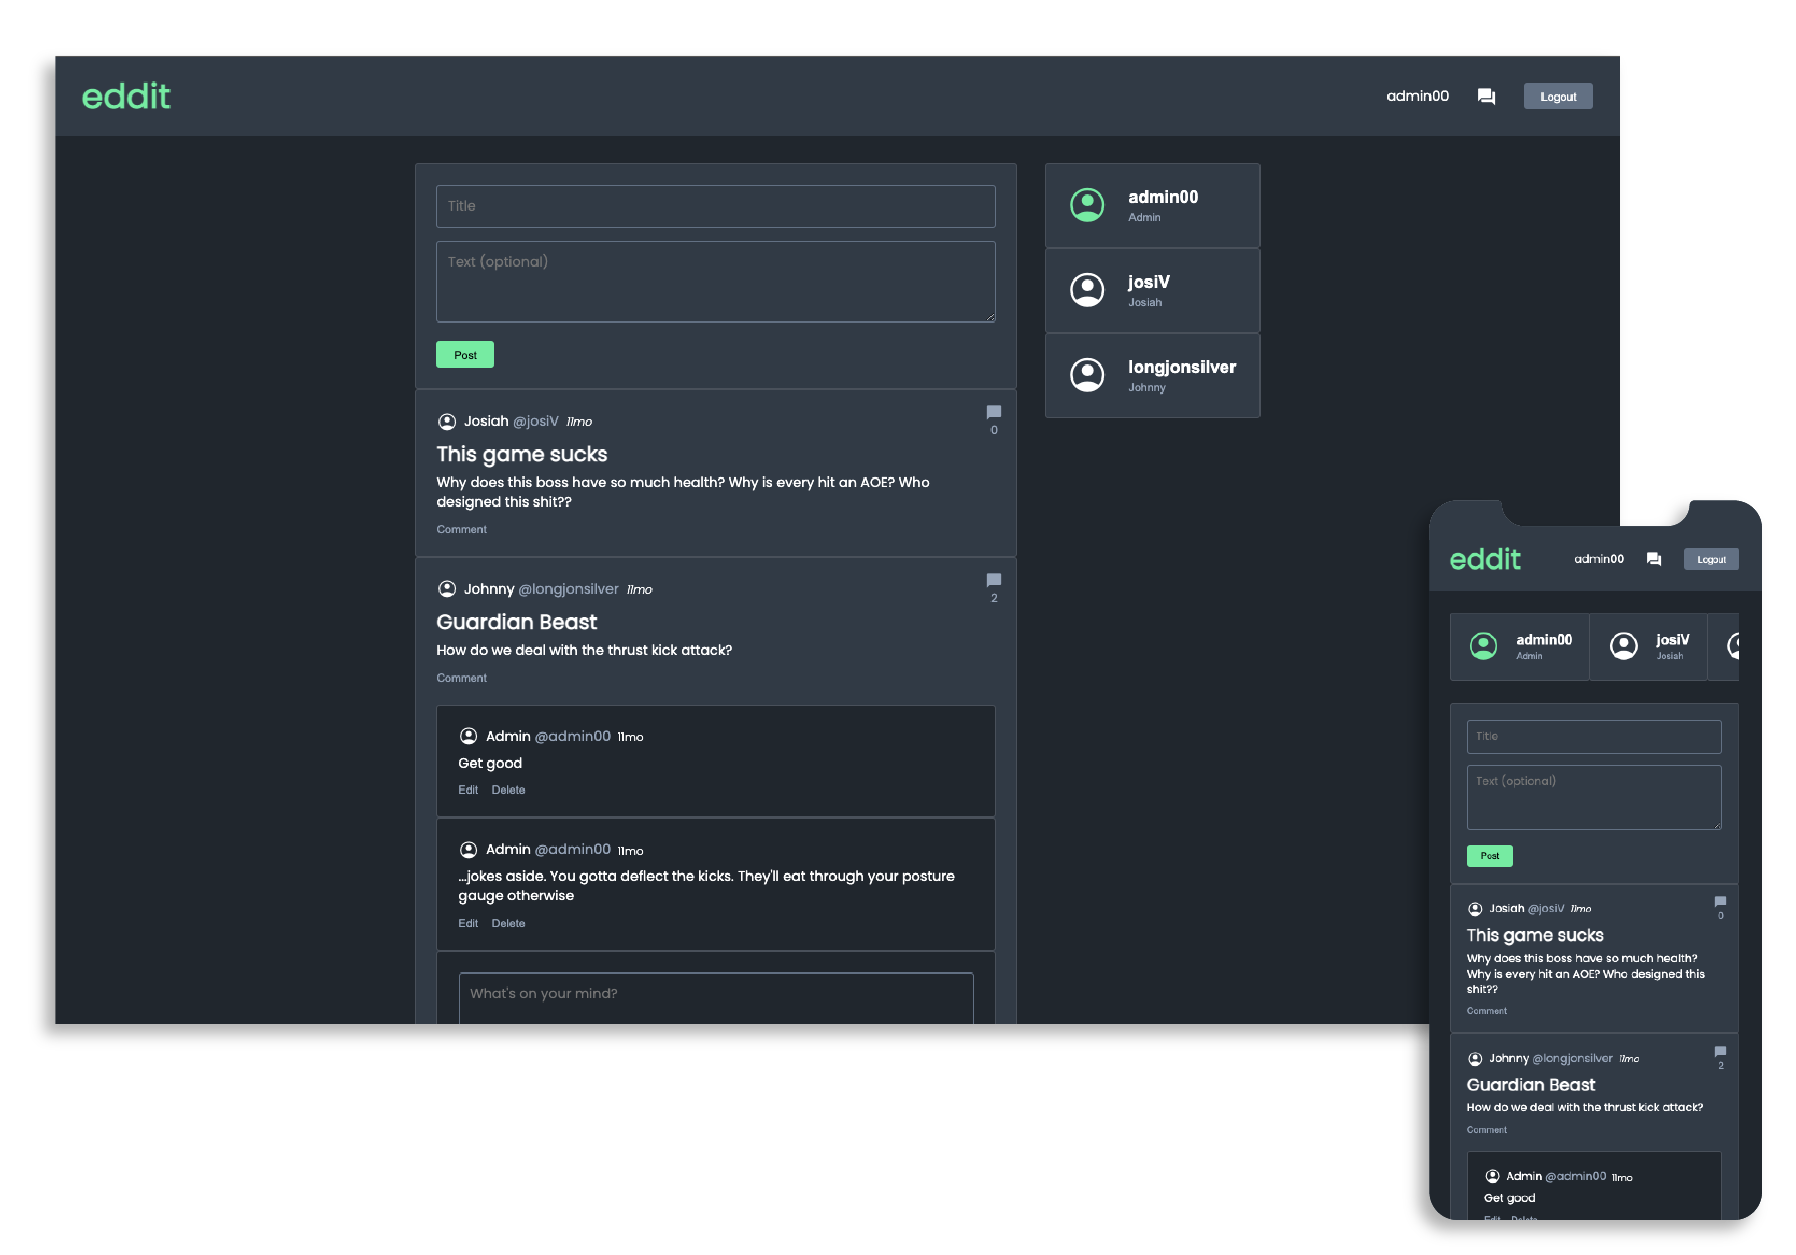 eddit
admin00
Logout
Title
Text (optional)
Post
Josiah @josiV 11mo
0
This game sucks
Why does this boss have so much health? Why is every hit an AOE? Who
designed this shit??
Comment
Johnny @longjonsilver 11mo
2
Guardian Beast
How do we deal with the thrust kick attack?
Comment
Admin @admin00 11mo
Get good
Edit Delete
Admin @admin00 11mo
...jokes aside. You gotta deflect the kicks. They'll eat through your posture
gauge otherwise
Edit Delete
What's on your mind?
admin00
Admin
josiV
Josiah
longjonsilver
Johnny
eddit
admin00
Logout
admin00
Admin
josiV
Josiah
Title
Text (optional)
Post
Josiah @josiV 11mo
0
This game sucks
Why does this boss have so much health?
Why is every hit an AOE? Who designed this
shit??
Comment
Johnny @longjonsilver 11mo
2
Guardian Beast
How do we deal with the thrust kick attack?
Comment
Admin @admin00 11mo
Get good
Edit Delete